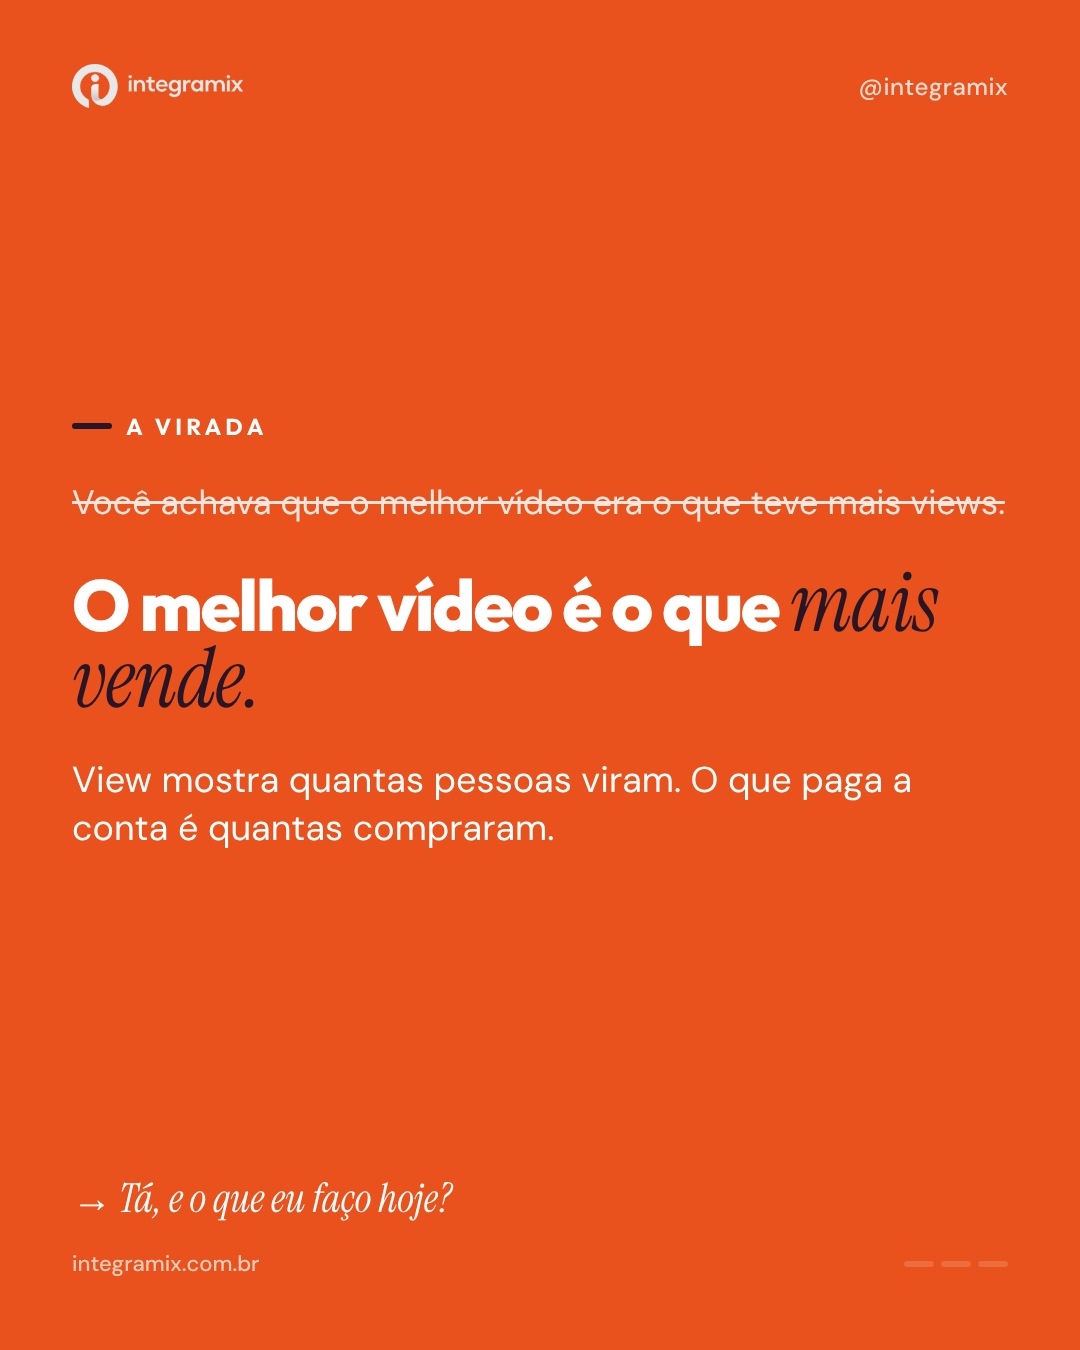 integramix
@integramix
A VIRADA
Você achava que o melhor vídeo era o que teve mais views.
O melhor vídeo é o que mais
vende.
View mostra quantas pessoas viram. O que paga a
conta é quantas compraram.
→ Tá, e o que eu faço hoje?
integramix.com.br